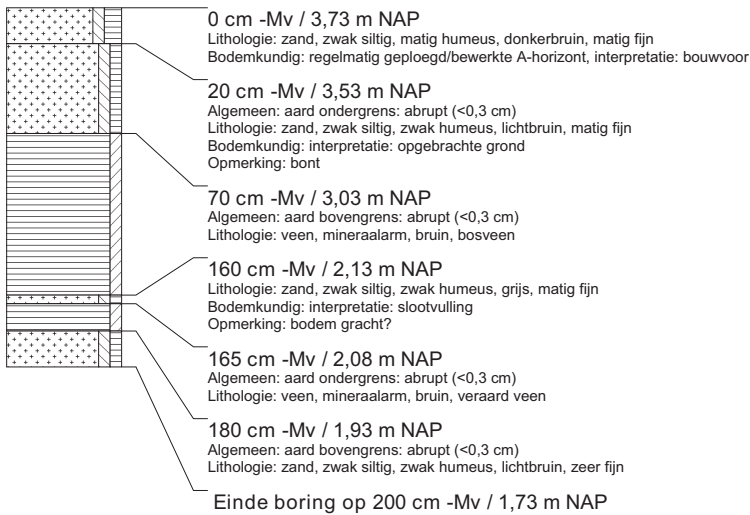 0 cm -Mv / 3,73 m NAP
Lithologie: zand, zwak siltig, matig humeus, donkerbruin, matig fijn
Bodemkundig: regelmatig geploegd/bewerkte A-horizont, interpretatie: bouwvoor
20 cm -Mv / 3,53 m NAP
Algemeen: aard ondergrens: abrupt (<0,3 cm)
Lithologie: zand, zwak siltig, zwak humeus, lichtbruin, matig fijn
Bodemkundig: interpretatie: opgebrachte grond
Opmerking: bont
70 cm -Mv / 3,03 m NAP
Algemeen: aard bovengrens: abrupt (<0,3 cm)
Lithologie: veen, mineraalarm, bruin, bosveen
160 cm -Mv / 2,13 m NAP
Lithologie: zand, zwak siltig, zwak humeus, grijs, matig fijn
Bodemkundig: interpretatie: slootvulling
Opmerking: bodem gracht?
165 cm -Mv / 2,08 m NAP
Algemeen: aard ondergrens: abrupt (<0,3 cm)
Lithologie: veen, mineraalarm, bruin, veraard veen
180 cm -Mv / 1,93 m NAP
Algemeen: aard bovengrens: abrupt (<0,3 cm)
Lithologie: zand, zwak siltig, zwak humeus, lichtbruin, zeer fijn
Einde boring op 200 cm -Mv / 1,73 m NAP